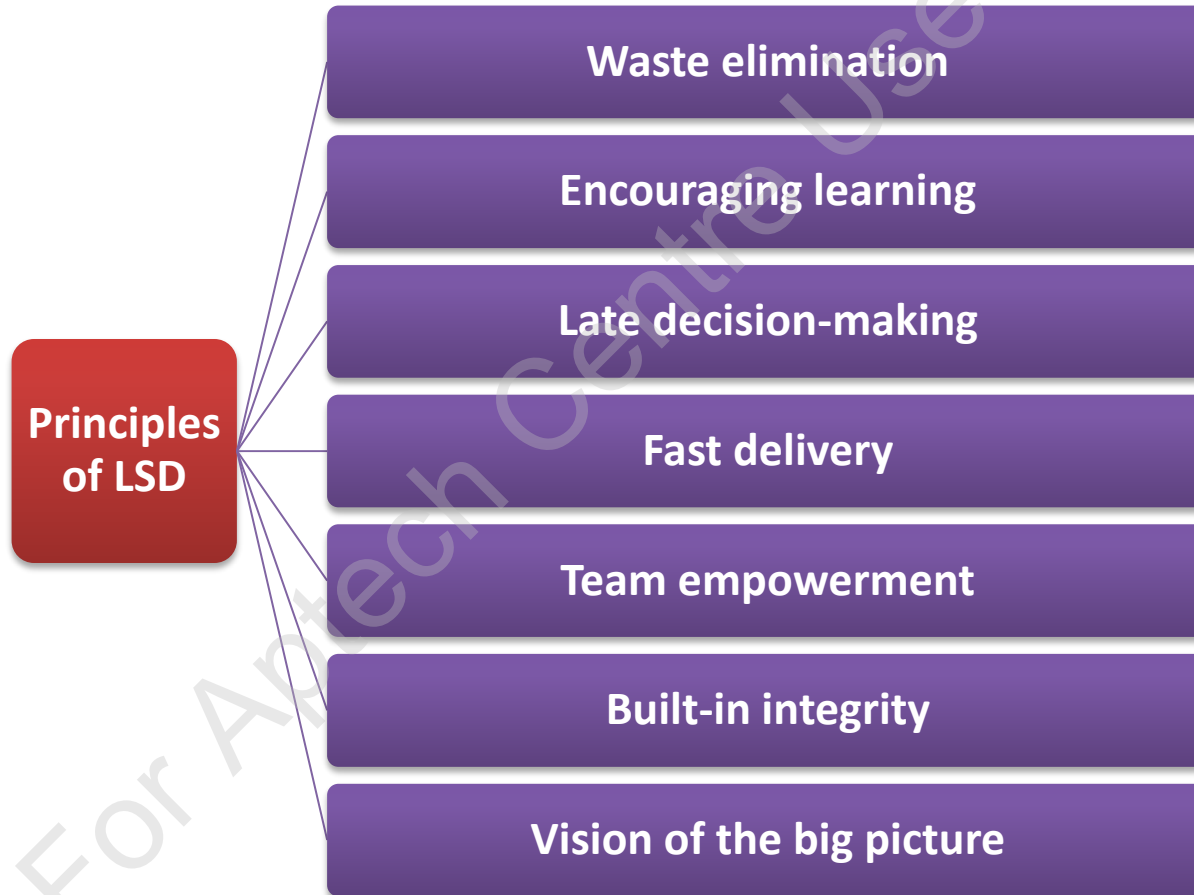 Waste elimination
Encouraging learning
Late decision-making
Principles
of LSD
Fast delivery
Team empowerment
Built-in integrity
Vision of the big picture
For Aptech Centre Use